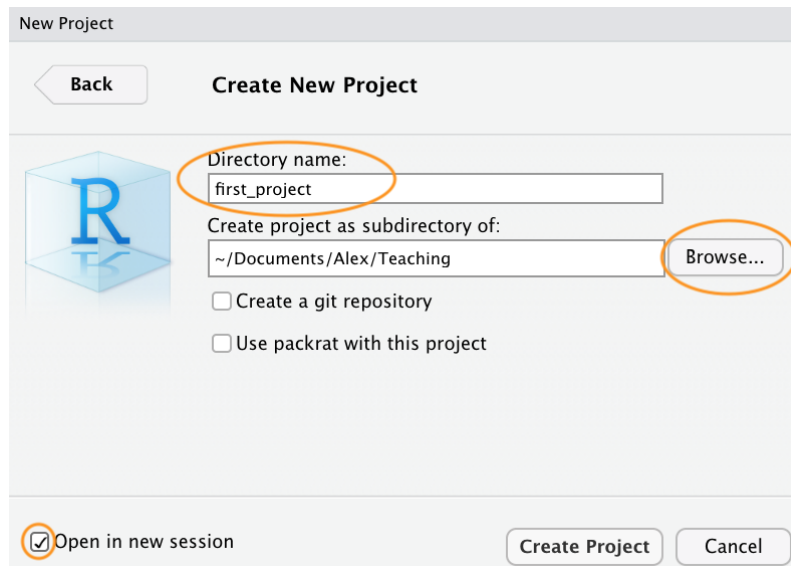 New Project
Back
Create New Project
Directory name:
first_project
Create project as subdirectory of:
~/Documents/Alex/Teaching
Browse...
Create a git repository
Use packrat with this project
R
Open in new session
Create Project
Cancel